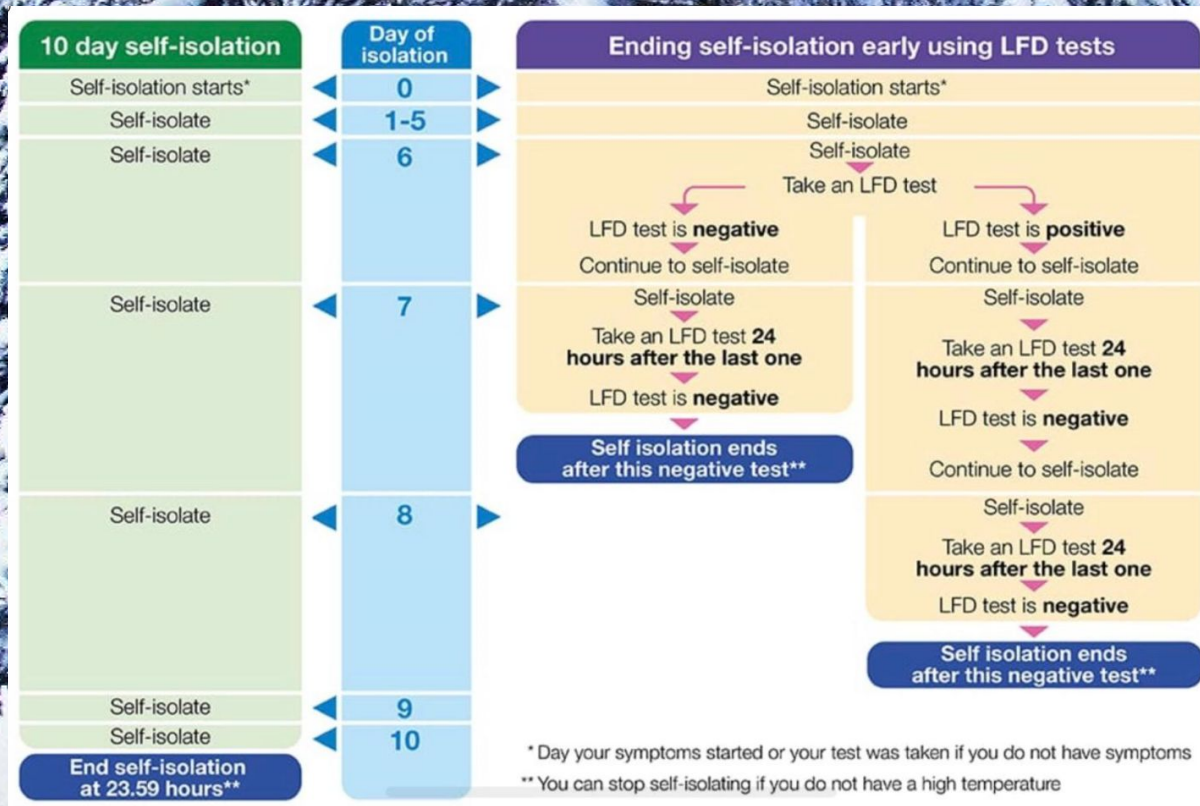 10 day self-isolation
Day of
isolation
Ending self-isolation early using LFD tests
Self-isolation starts*
0
Self-isolation starts*
Self-isolate
1-5
Self-isolate
Self-isolate
6
Self-isolate
Take an LFD test
LFD test is negative
LFD test is positive
Continue to self-isolate
Continue to self-isolate
Self-isolate
7
Self-isolate
Self-isolate
Take an LFD test 24
hours after the last one
Take an LFD test 24
hours after the last one
LFD test is negative
LFD test is negative
Self isolation ends
after this negative test**
Continue to self-isolate
Self-isolate
8
Self-isolate
Take an LFD test 24
hours after the last one
LFD test is negative
Self isolation ends
after this negative test**
Self-isolate
9
Self-isolate
10
End self-isolation
at 23.59 hours**
* Day your symptoms started or your test was taken if you do not have symptoms
** You can stop self-isolating if you do not have a high temperature